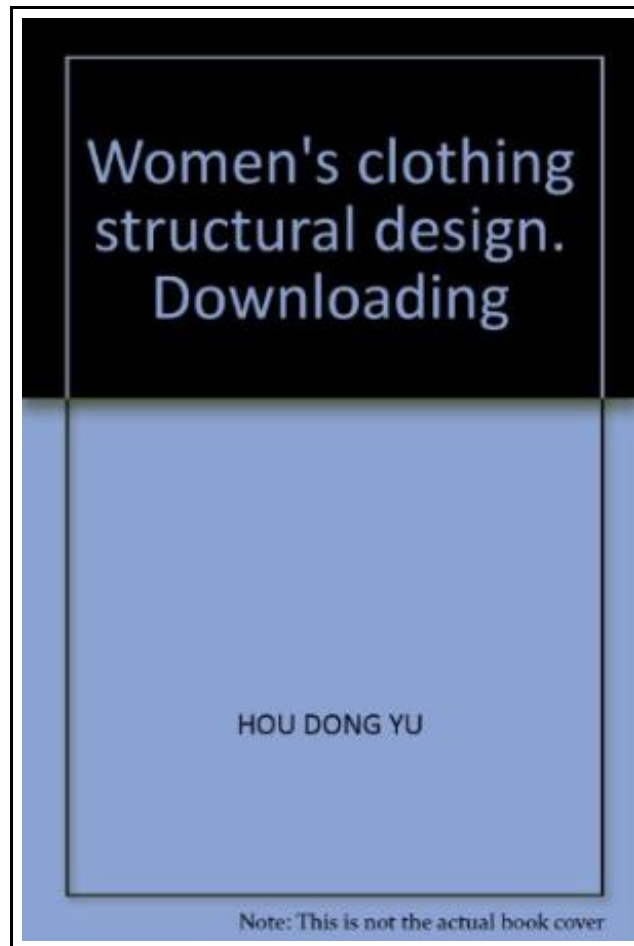 Women's clothing
structural design.
Downloading
HOU DONG YU
Note: This is not the actual book cover